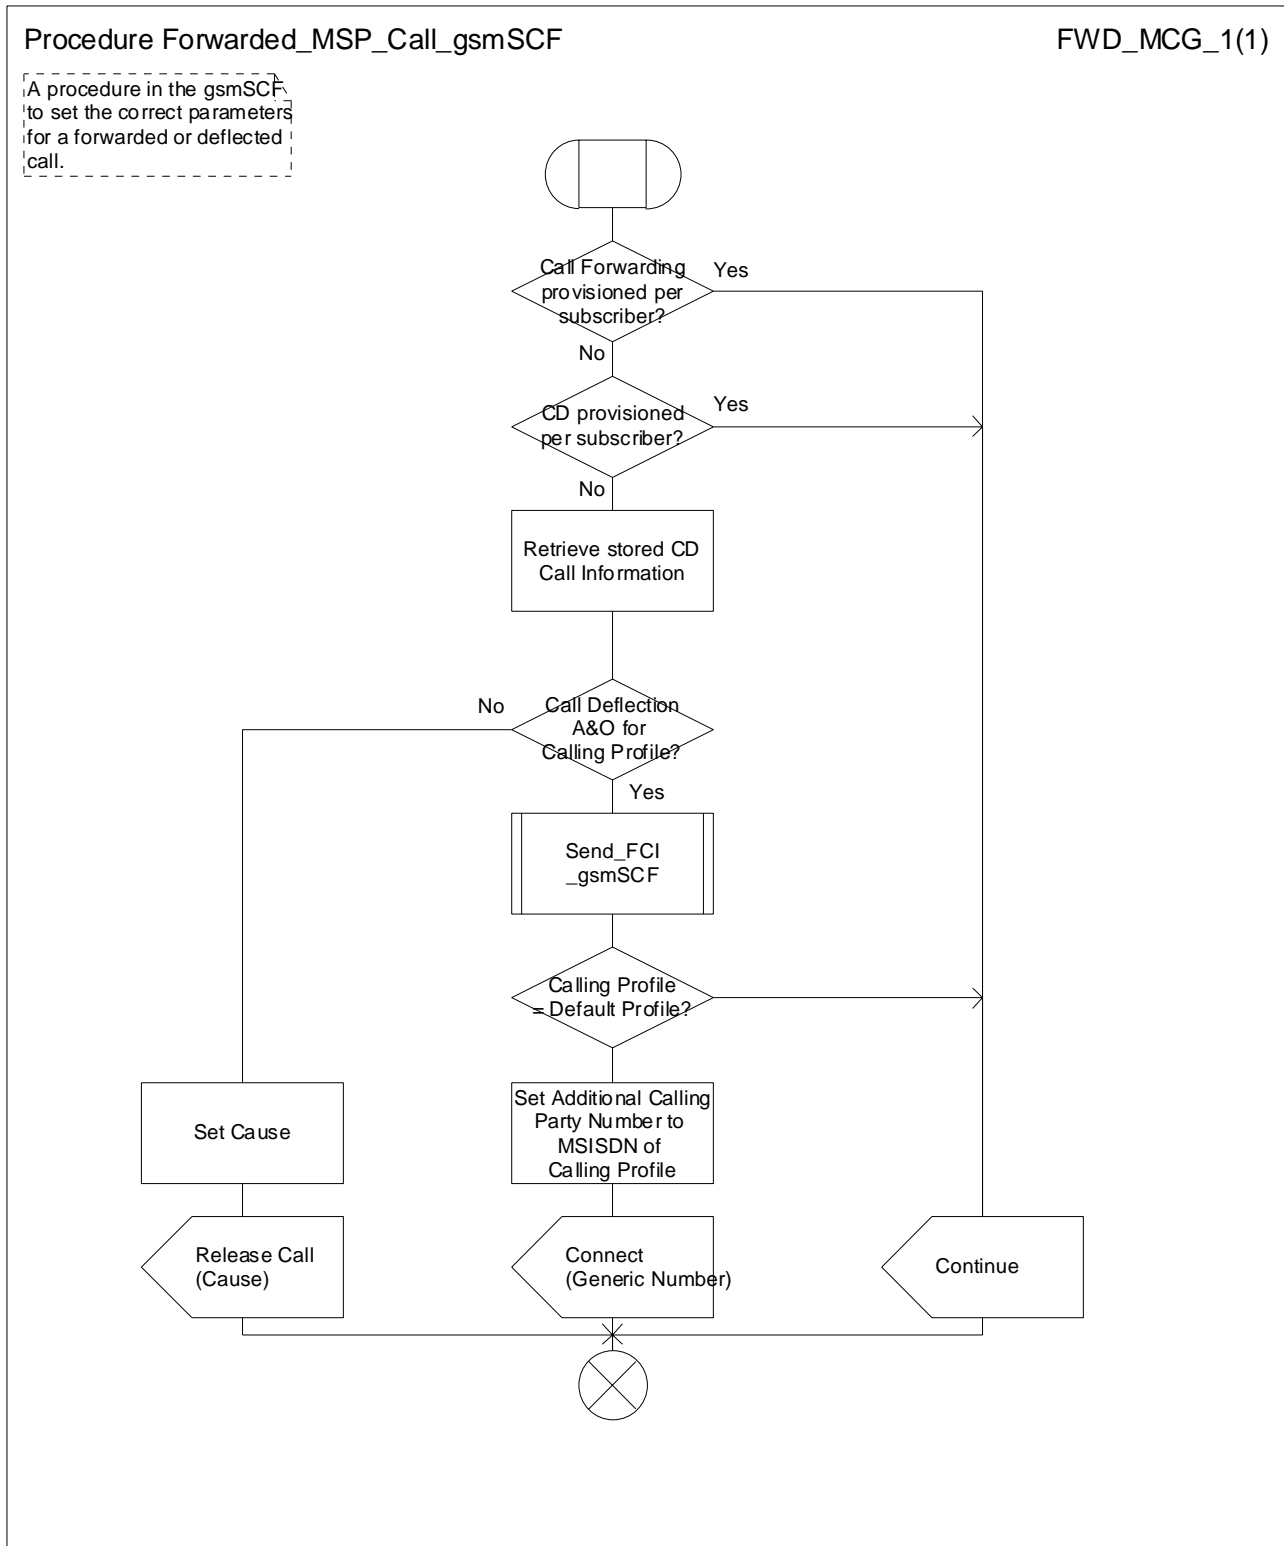 Procedure Forwarded_MSP_Call_gsmSCF
FWD_MCG_1(1)
A procedure in the gsmSCF
to set the correct parameters
for a forwarded or deflected
call.
Call Forwarding
provisioned per
subscriber?
Yes
No
CD provisioned
per subscriber?
Yes
No
Retrieve stored CD
Call Information
Call Deflection
A&O for
Calling Profile?
No
Yes
Send_FCI
_gsmSCF
Calling Profile
= Default Profile?
Set Cause
Set Additional Calling
Party Number to
MSISDN of
Calling Profile
Release Call
(Cause)
Connect
(Generic Number)
Continue